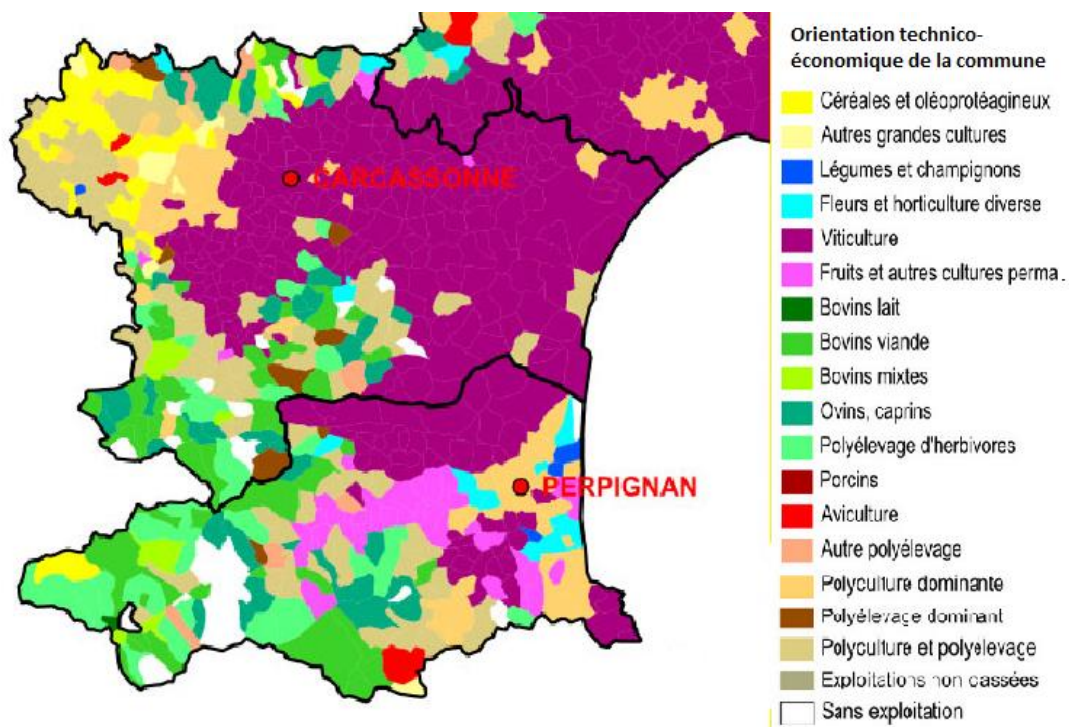 Orientation technico-
économique de la commune
Céréales et oléoprotéagineux
Autres grandes cultures
Légumes et champignons
Fleurs et horticulture diverse
Viticulture
Fruits et autres cultures perma..
Bovins lait
Bovins viande
Bovins mixtes
Ovins, caprins
Polyélevage d'herbivores
Porcins
Aviculture
Autre polyélevage
Polyculture dominante
Polyélevage dominant
Polyculture et polyélevage
Exploitations non classées
Sans exploitation
CARCASSONNE
PERPIGNAN